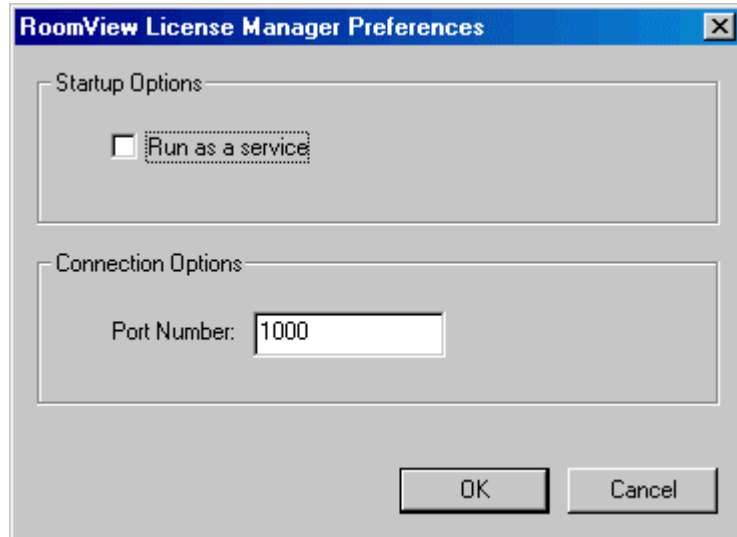 RoomView License Manager Preferences
Startup Options
Run as a service
Connection Options
Port Number: 1000
OK Cancel